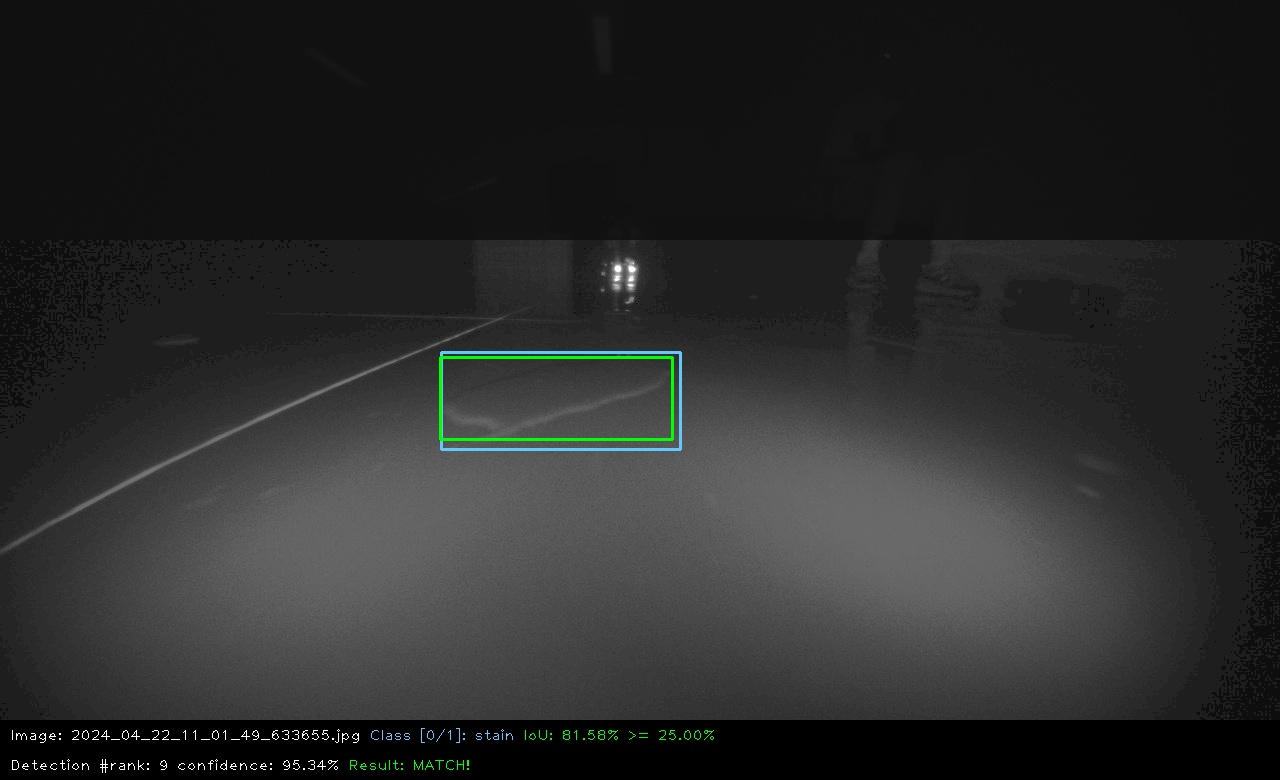 Image: 2024_04_22_11_01_49_633655.jpg Class [0/1]: stain IoU: 81.58% >= 25.00%
Detection #rank: 9 confidence: 95.34% Result: MATCH!